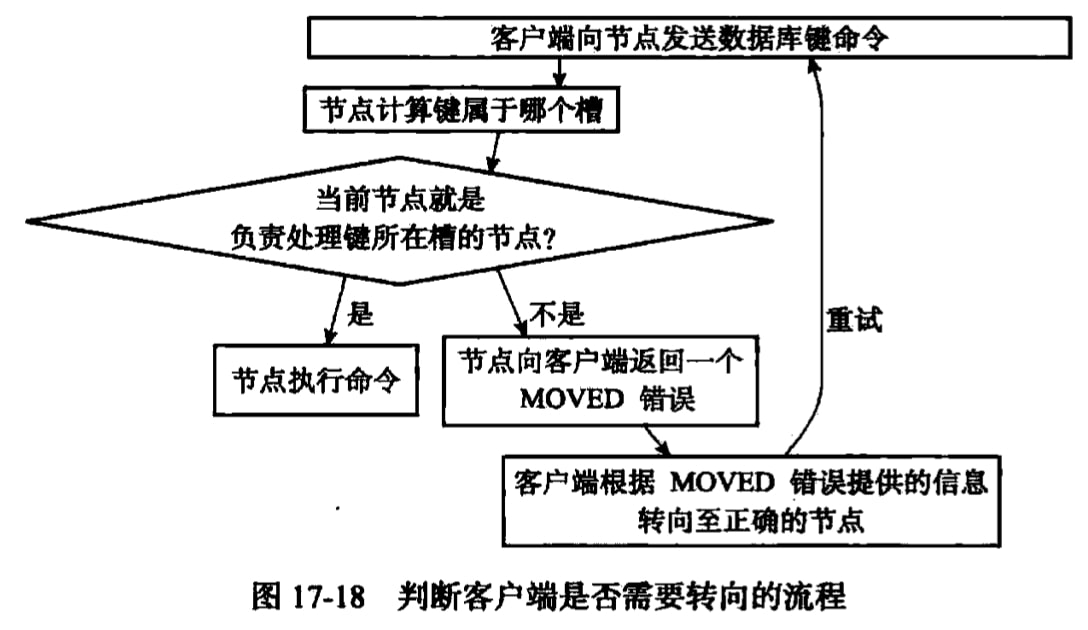 客户端向节点发送数据库键命令
节点计算键属于哪个槽
当前节点就是
负责处理键所在槽的节点?
是
不是
重试
节点执行命令
节点向客户端返回一个
MOVED 错误
客户端根据 MOVED 错误提供的信息
转向至正确的节点
图 17-18 判断客户端是否需要转向的流程